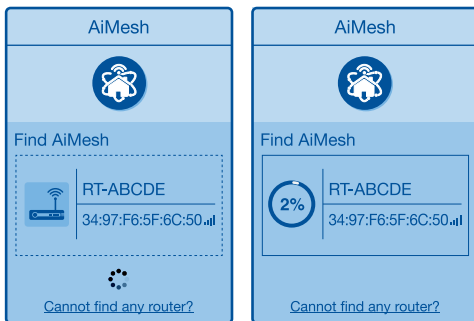 AiMesh
Find AiMesh
RT-ABCDE
34:97:F6:5F:6C:50
Cannot find any router?
AiMesh
Find AiMesh
2%
RT-ABCDE
34:97:F6:5F:6C:50
Cannot find any router?